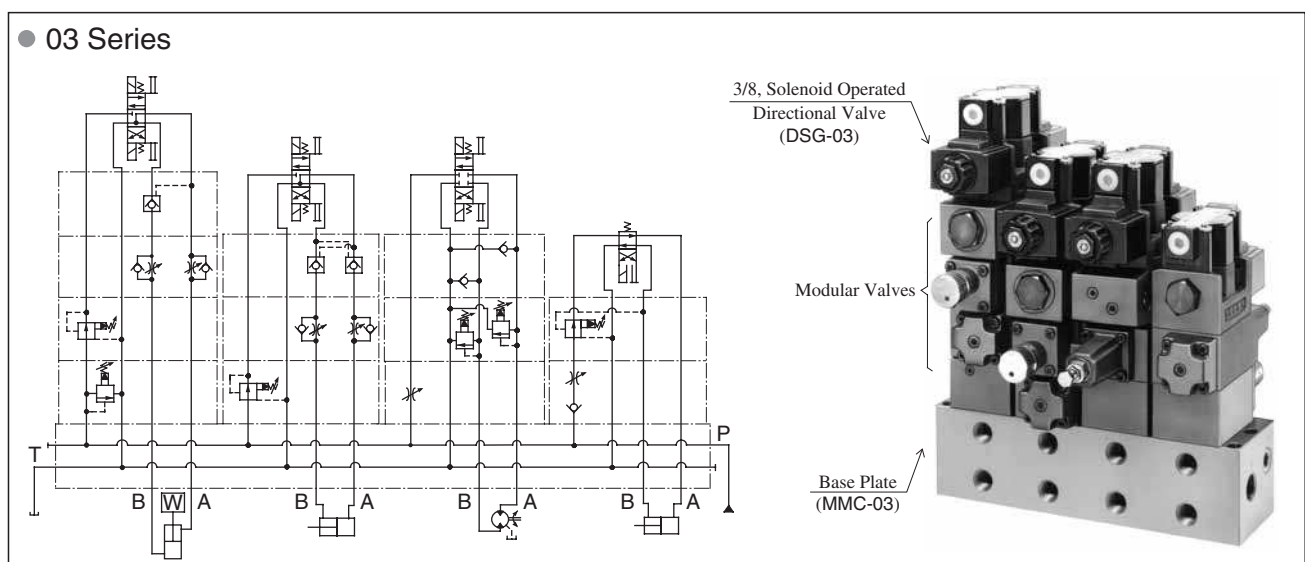 03 Series
3/8, Solenoid Operated
Directional Valve
(DSG-03)
Modular Valves
Base Plate
(MMC-03)
T
P
B
W
A
B
A
B
A
B
A